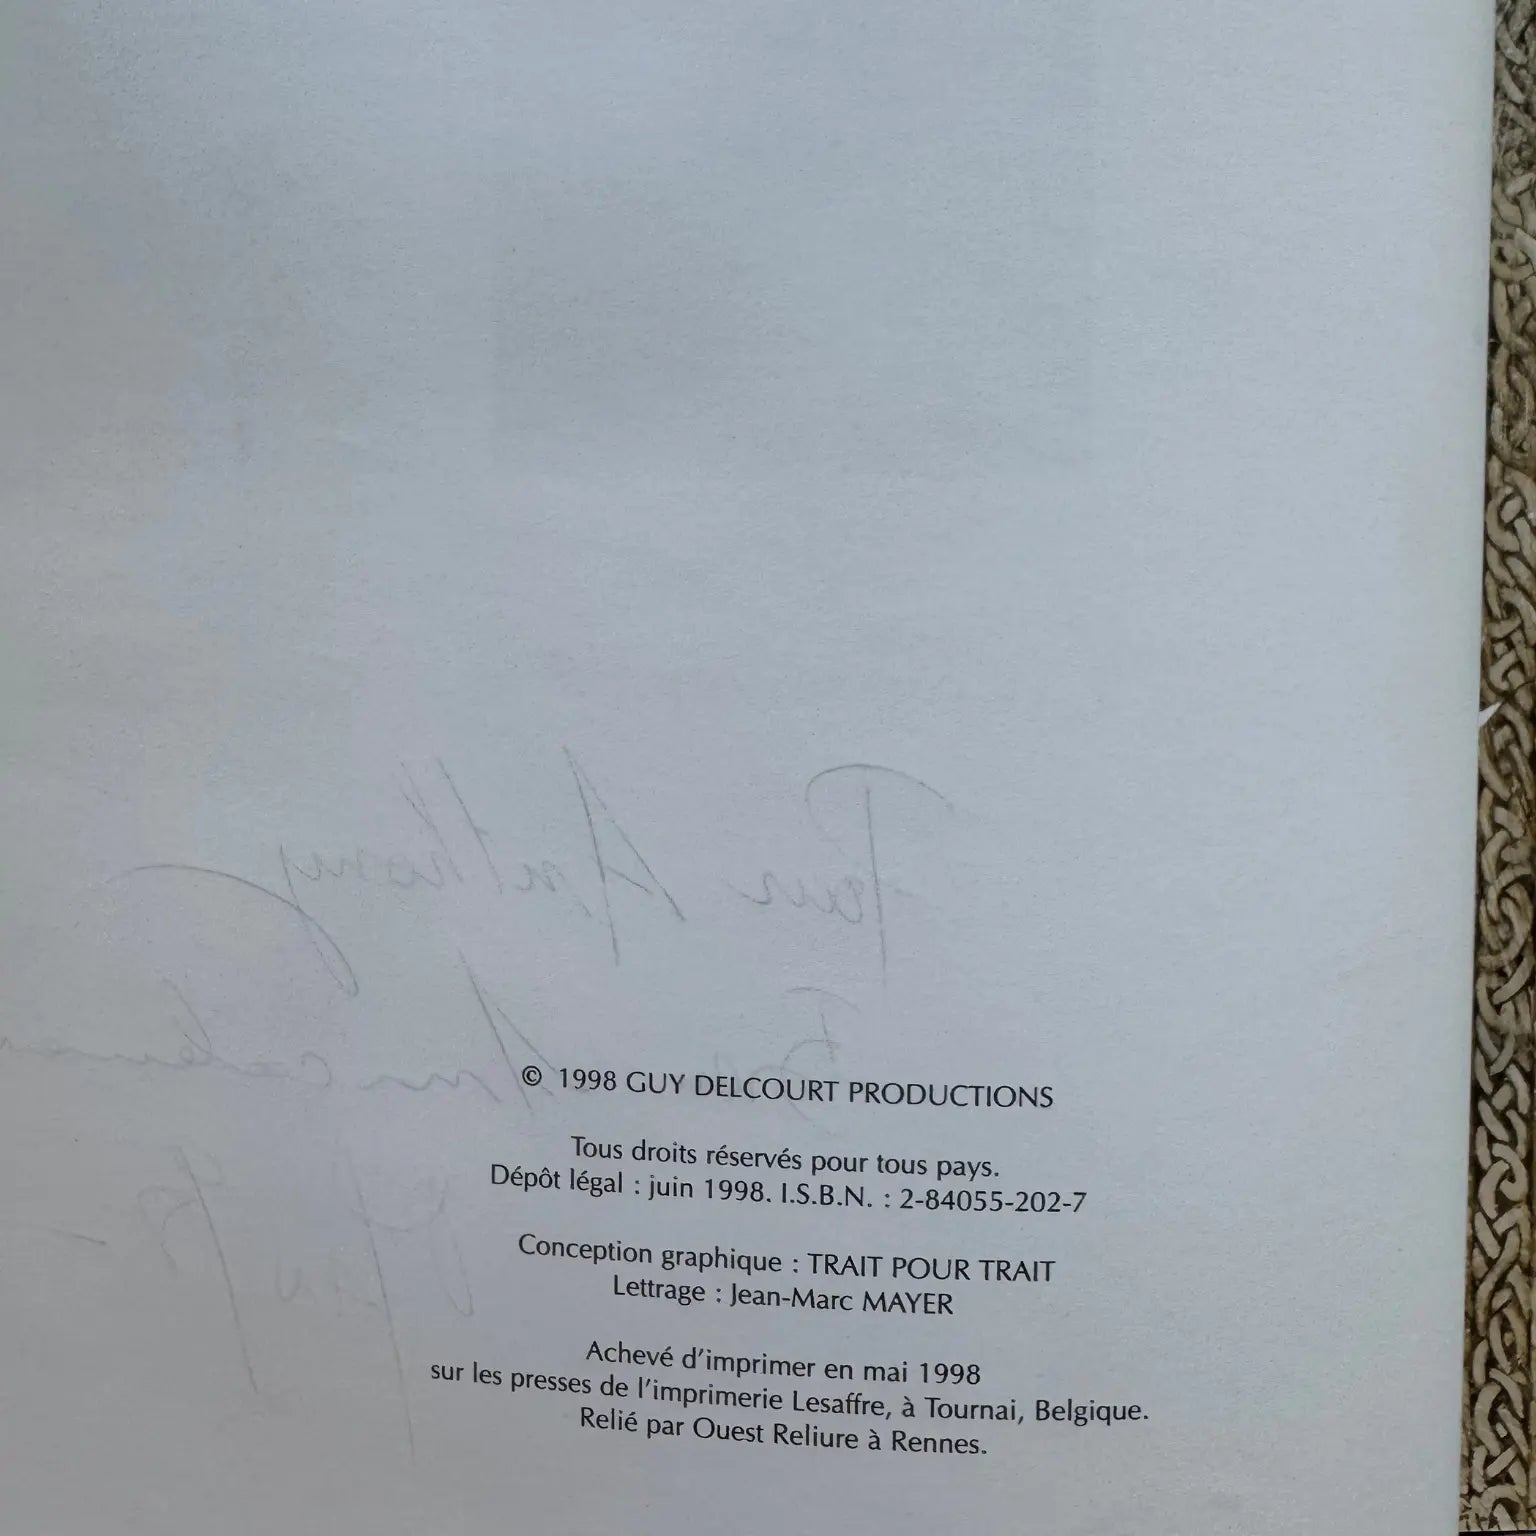 Pour Anthony
© 1998 GUY DELCOURT PRODUCTIONS
Tous droits réservés pour tous pays.
Dépôt légal : juin 1998. I.S.B.N. : 2-84055-202-7
Conception graphique : TRAIT POUR TRAIT
Lettrage : Jean-Marc MAYER
Achevé d'imprimer en mai 1998
sur les presses de l'imprimerie Lesaffre, à Tournai, Belgique.
Relié par Ouest Reliure à Rennes.